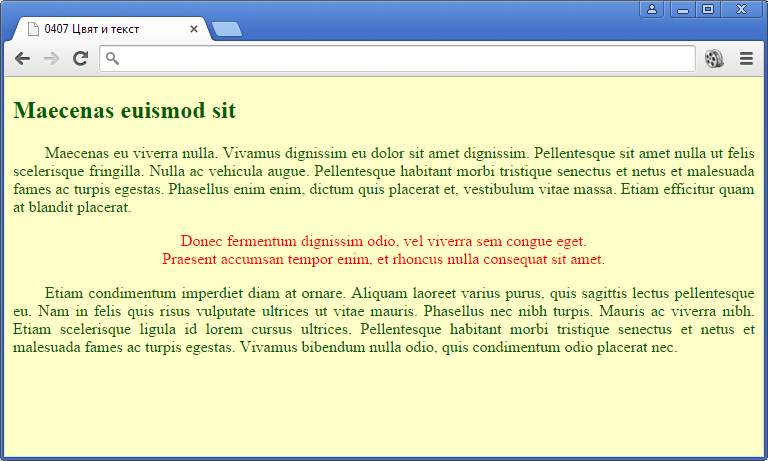 0407 Цвят и текст
Maecenas euismod sit
Maecenas eu viverra nulla. Vivamus dignissim eu dolor sit amet dignissim. Pellentesque sit amet nulla ut felis
scelerisque fringilla. Nulla ac vehicula augue. Pellentesque habitant morbi tristique senectus et netus et malesuada
fames ac turpis egestas. Phasellus enim enim, dictum quis placerat et, vestibulum vitae massa. Etiam efficitur quam
at blandit placerat.
Donec fermentum dignissim odio, vel viverra sem congue eget.
Praesent accumsan tempor enim, et rhoncus nulla consequat sit amet.
Etiam condimentum imperdiet diam at ornare. Aliquam laoreet varius purus, quis sagittis lectus pellentesque
eu. Nam in felis quis risus vulputate ultrices ut vitae mauris. Phasellus nec nibh turpis. Mauris ac viverra nibh.
Etiam scelerisque ligula id lorem cursus ultrices. Pellentesque habitant morbi tristique senectus et netus et
malesuada fames ac turpis egestas. Vivamus bibendum nulla odio, quis condimentum odio placerat nec.